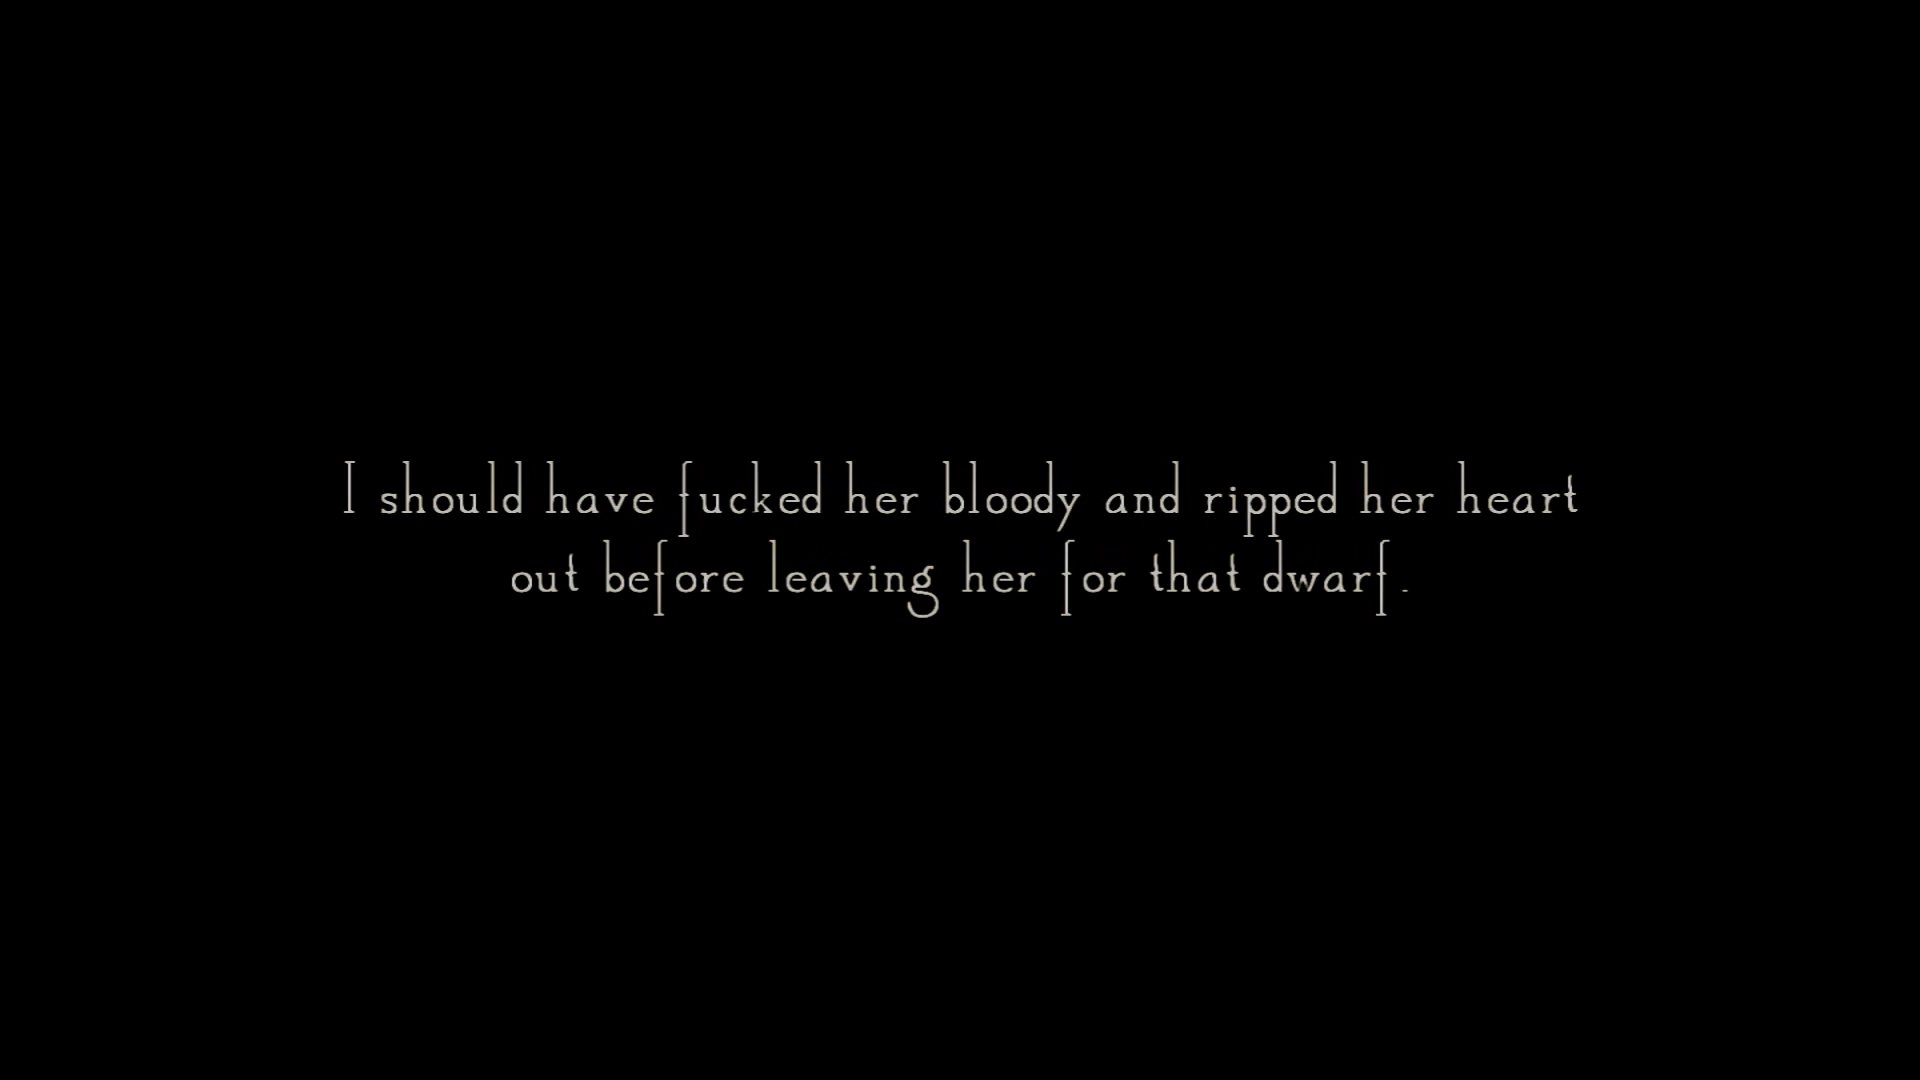 I should have fucked her bloody and ripped her heart
out before leaving her for that dwarf.